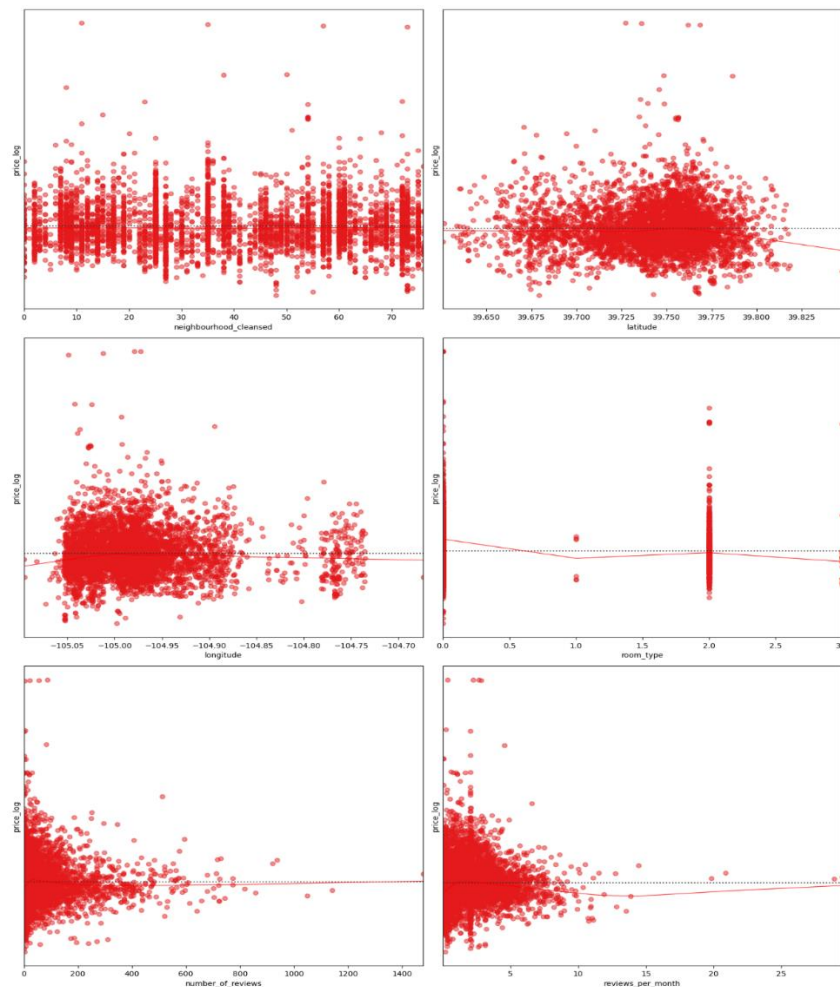 price_log
0 10 20 30 40 50 60 70
neighbourhood_cleansed
price_log
39.650 39.675 39.700 39.725 39.750 39.775 39.800 39.825
latitude
price_log
−105.05 −105.00 −104.95 −104.90 −104.85 −104.80 −104.75 −104.70
longitude
price_log
0.0 0.5 1.0 1.5 2.0 2.5 3.0
room_type
price_log
0 200 400 600 800 1000 1200 1400
number_of_reviews
price_log
5 10 15 20 25
reviews_per_month